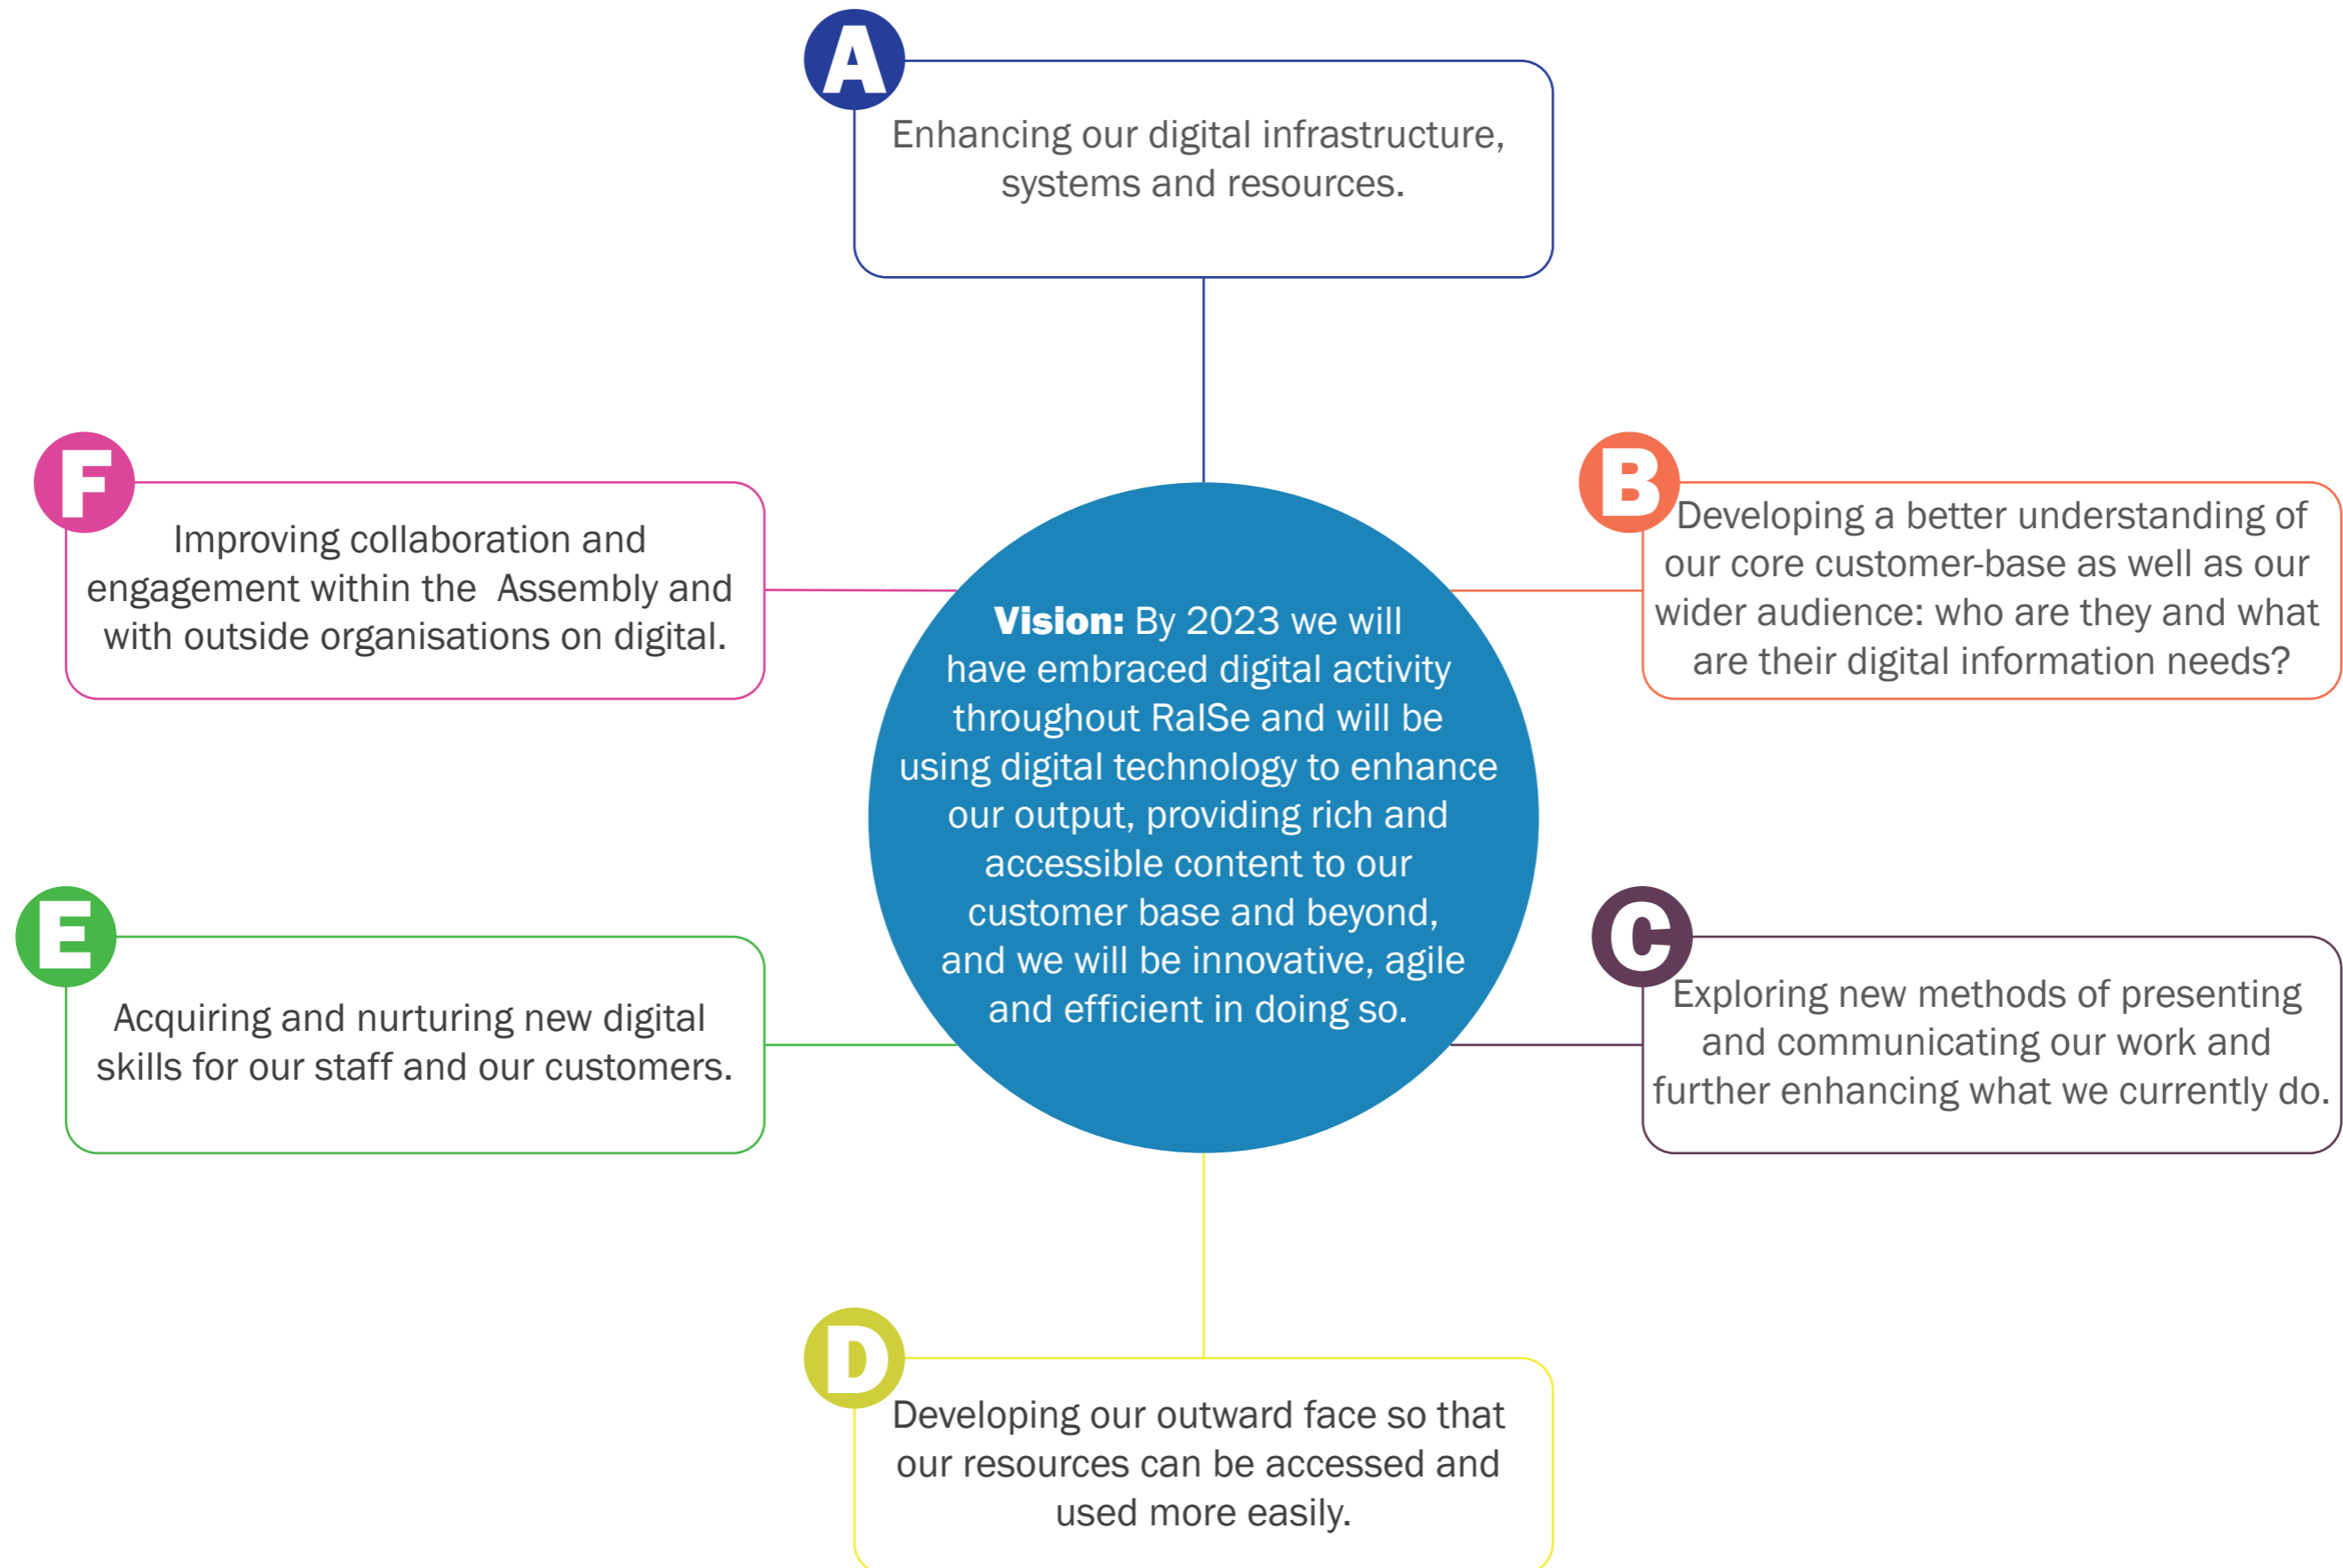 A
Enhancing our digital infrastructure,
systems and resources.
B
Developing a better understanding of
our core customer-base as well as our
wider audience: who are they and what
are their digital information needs?
C
Exploring new methods of presenting
and communicating our work and
further enhancing what we currently do.
D
Developing our outward face so that
our resources can be accessed and
used more easily.
E
Acquiring and nurturing new digital
skills for our staff and our customers.
F
Improving collaboration and
engagement within the Assembly and
with outside organisations on digital.
Vision: By 2023 we will
have embraced digital activity
throughout RaISe and will be
using digital technology to enhance
our output, providing rich and
accessible content to our
customer base and beyond,
and we will be innovative, agile
and efficient in doing so.